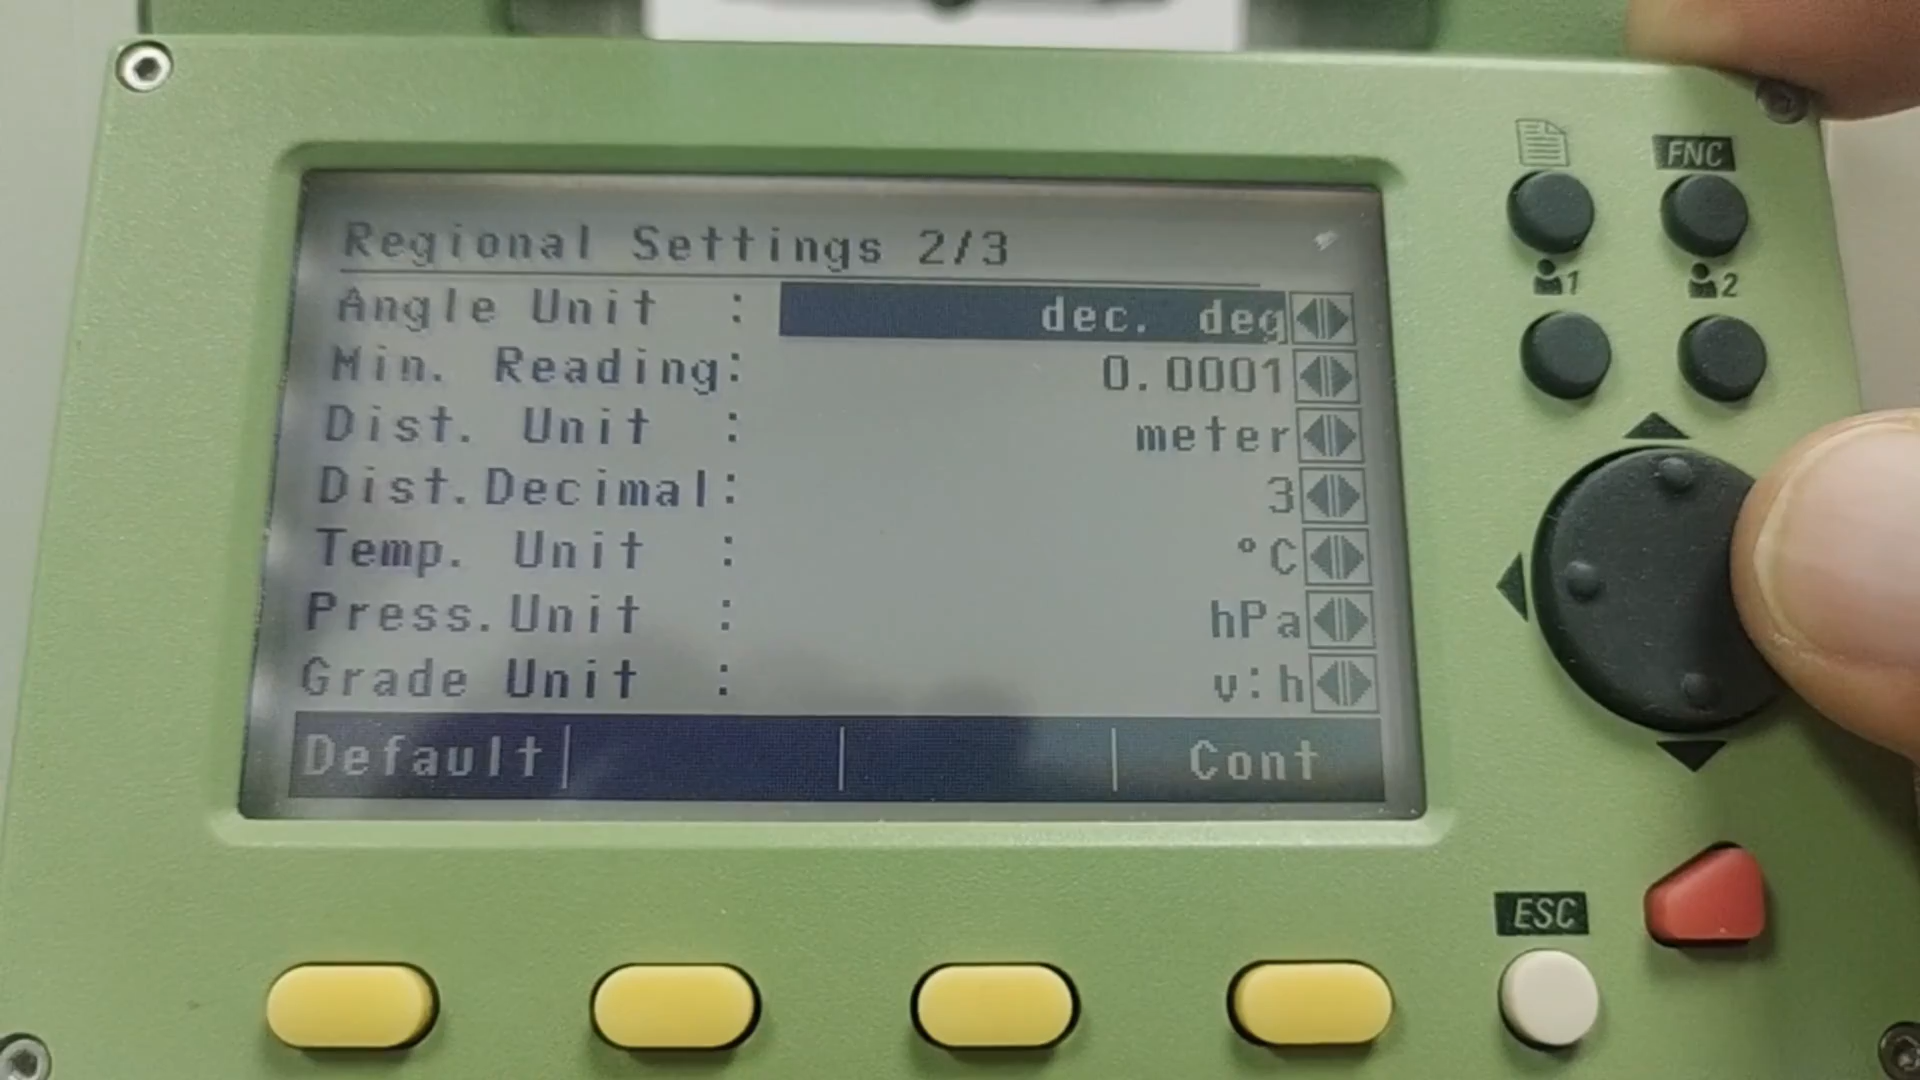 Regional Settings 2/3
Angle Unit : dec. deg
Min. Reading: 0.0001
Dist. Unit : meter
Dist.Decimal: 3
Temp. Unit : °C
Press.Unit : hPa
Grade Unit : v:h
Default Cont
FNC
1 2
ESC